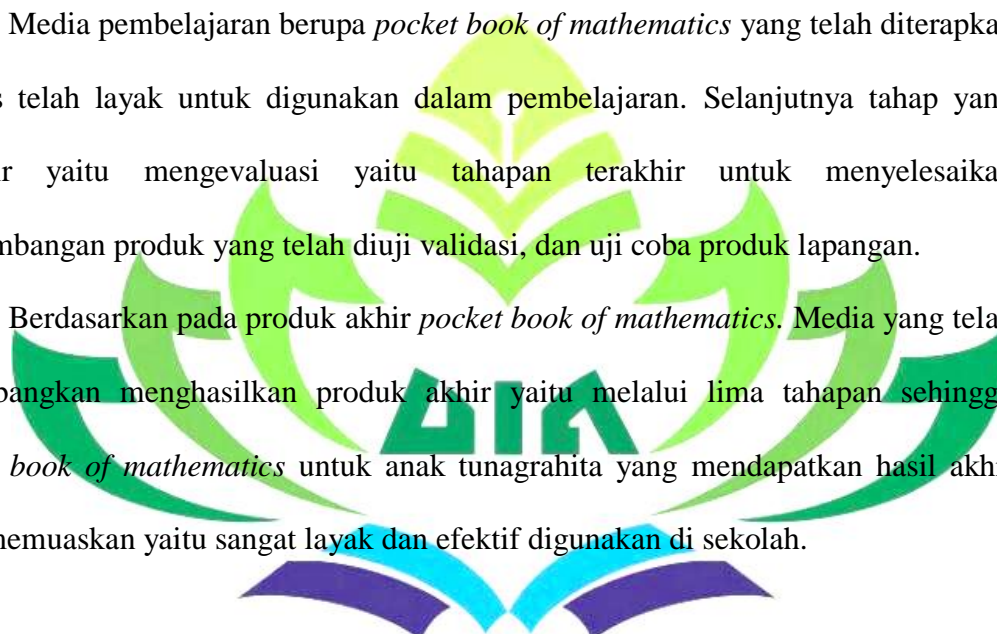 Media pembelajaran berupa pocket book of mathematics yang telah diterapka
s telah layak untuk digunakan dalam pembelajaran. Selanjutnya tahap yan
r yaitu mengevaluasi yaitu tahapan terakhir untuk menyelesaika
mbangan produk yang telah diuji validasi, dan uji coba produk lapangan.
Berdasarkan pada produk akhir pocket book of mathematics. Media yang tela
bangkan menghasilkan produk akhir yaitu melalui lima tahapan sehingg
book of mathematics untuk anak tunagrahita yang mendapatkan hasil akhi
memuaskan yaitu sangat layak dan efektif digunakan di sekolah.